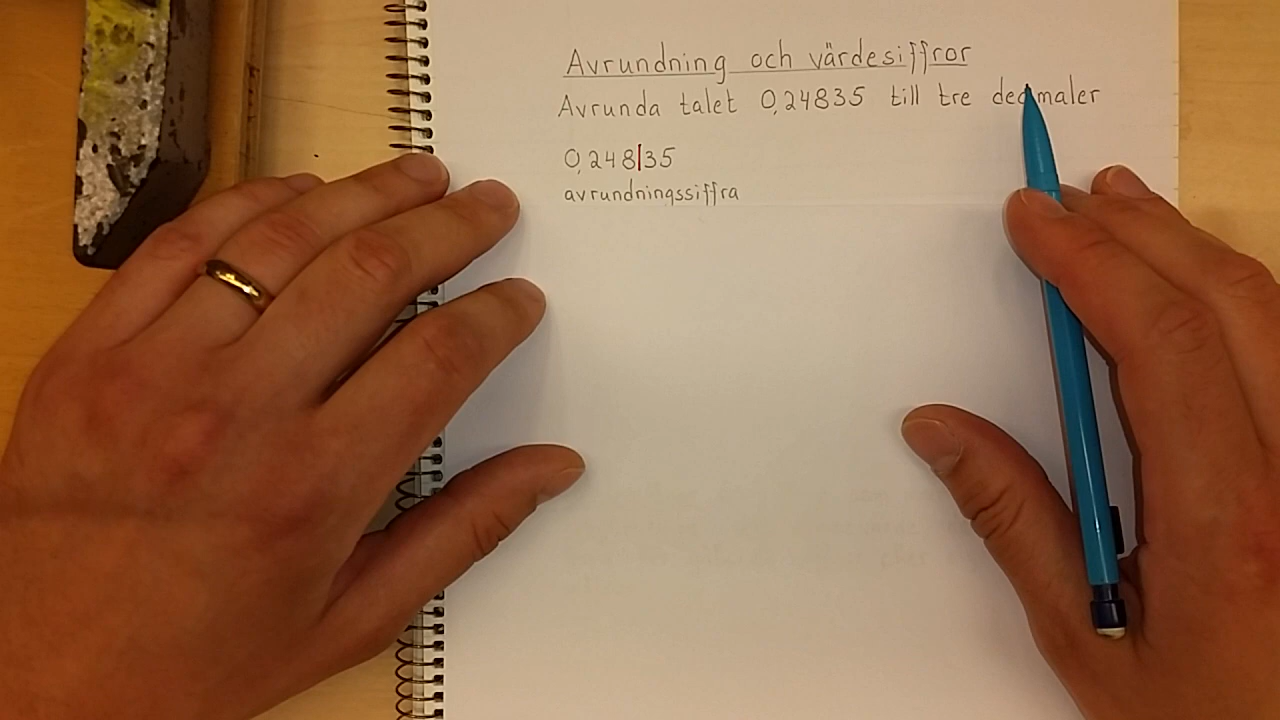 Avrundning och värdesiffror
Avrunda talet 0,24835 till tre decimaler
0,248|35
avrundningssiffra